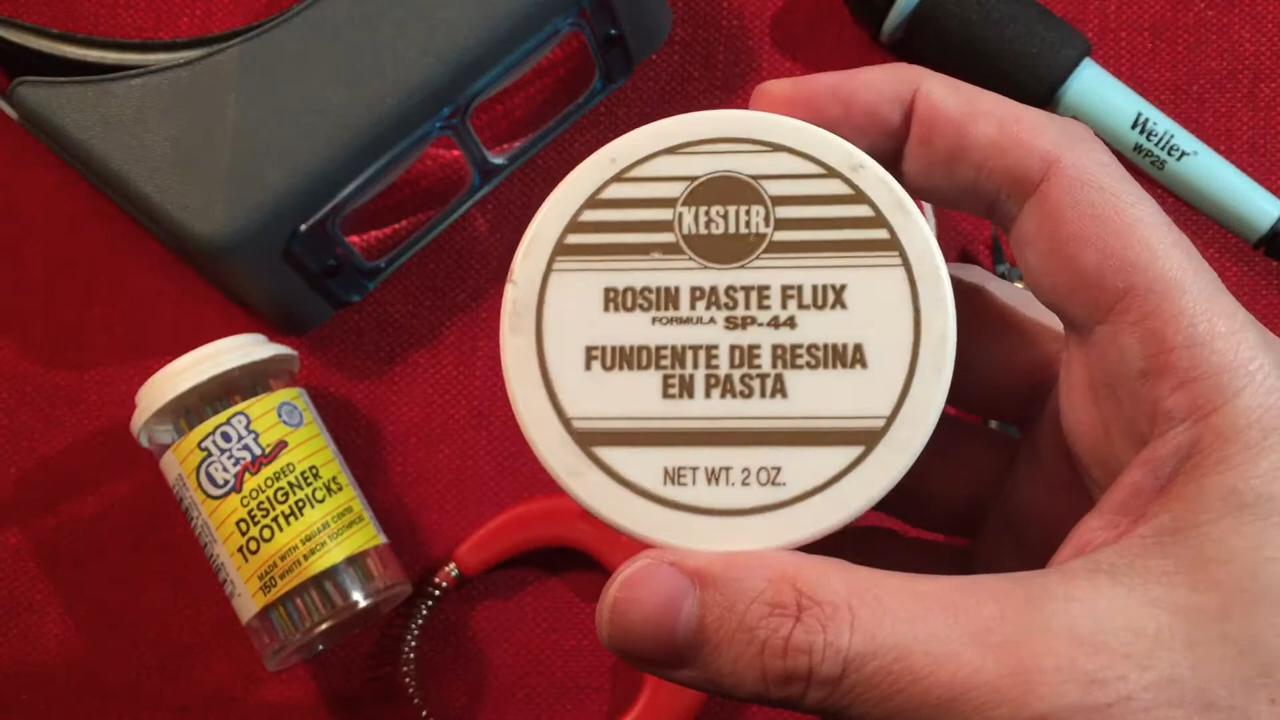 KESTER
ROSIN PASTE FLUX
FORMULA SP-44
FUNDENTE DE RESINA
EN PASTA
NET WT. 2 OZ.
Weller
WP25
TOP
CREST
COLORED
DESIGNER
TOOTHPICKS
MADE WITH SQUARE CENTER
150 WHITE BIRCH TOOTHPICKS